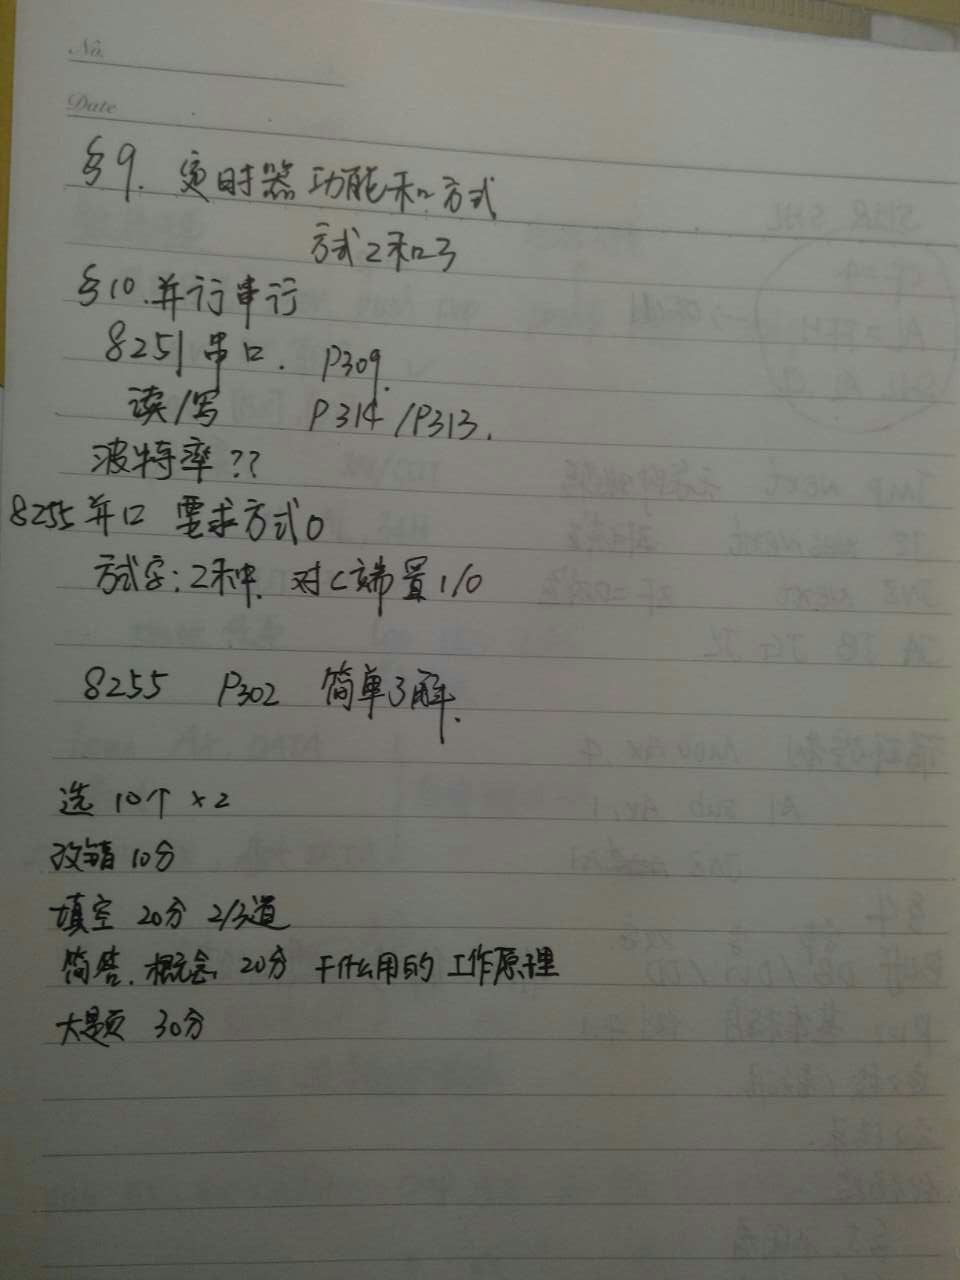 No.
Date
§9. 定时器 功能和方式
方式2和3
§10. 并行串行
8251 串口. P309.
读/写 P314/P313.
波特率??
8255 并口 要求方式0
方式字:2种. 对C端置1/0
8255 P302 简单了解.
选 10个 ×2
改错 10分
填空 20分 2/3道
简答. 概念 20分 干什么用的 工作原理
大题 30分